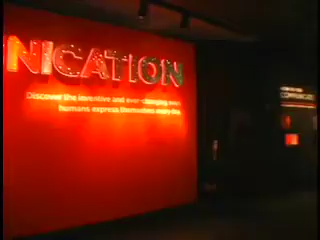 NICATION
Discover the inventive and ever-changing ways
humans express themselves every day.